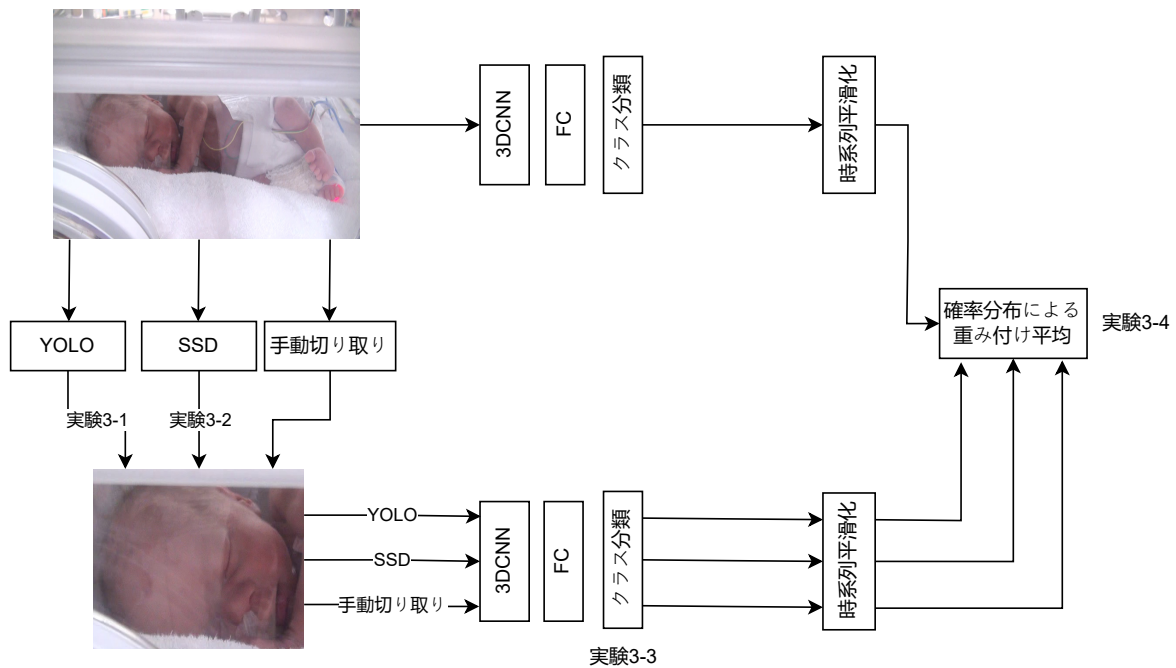 3DCNN
FC
クラス分類
時系列平滑化
YOLO
SSD
手動切り取り
確率分布による
重み付け平均
実験3-4
実験3-1
実験3-2
YOLO
SSD
手動切り取り
3DCNN
FC
クラス分類
時系列平滑化
実験3-3